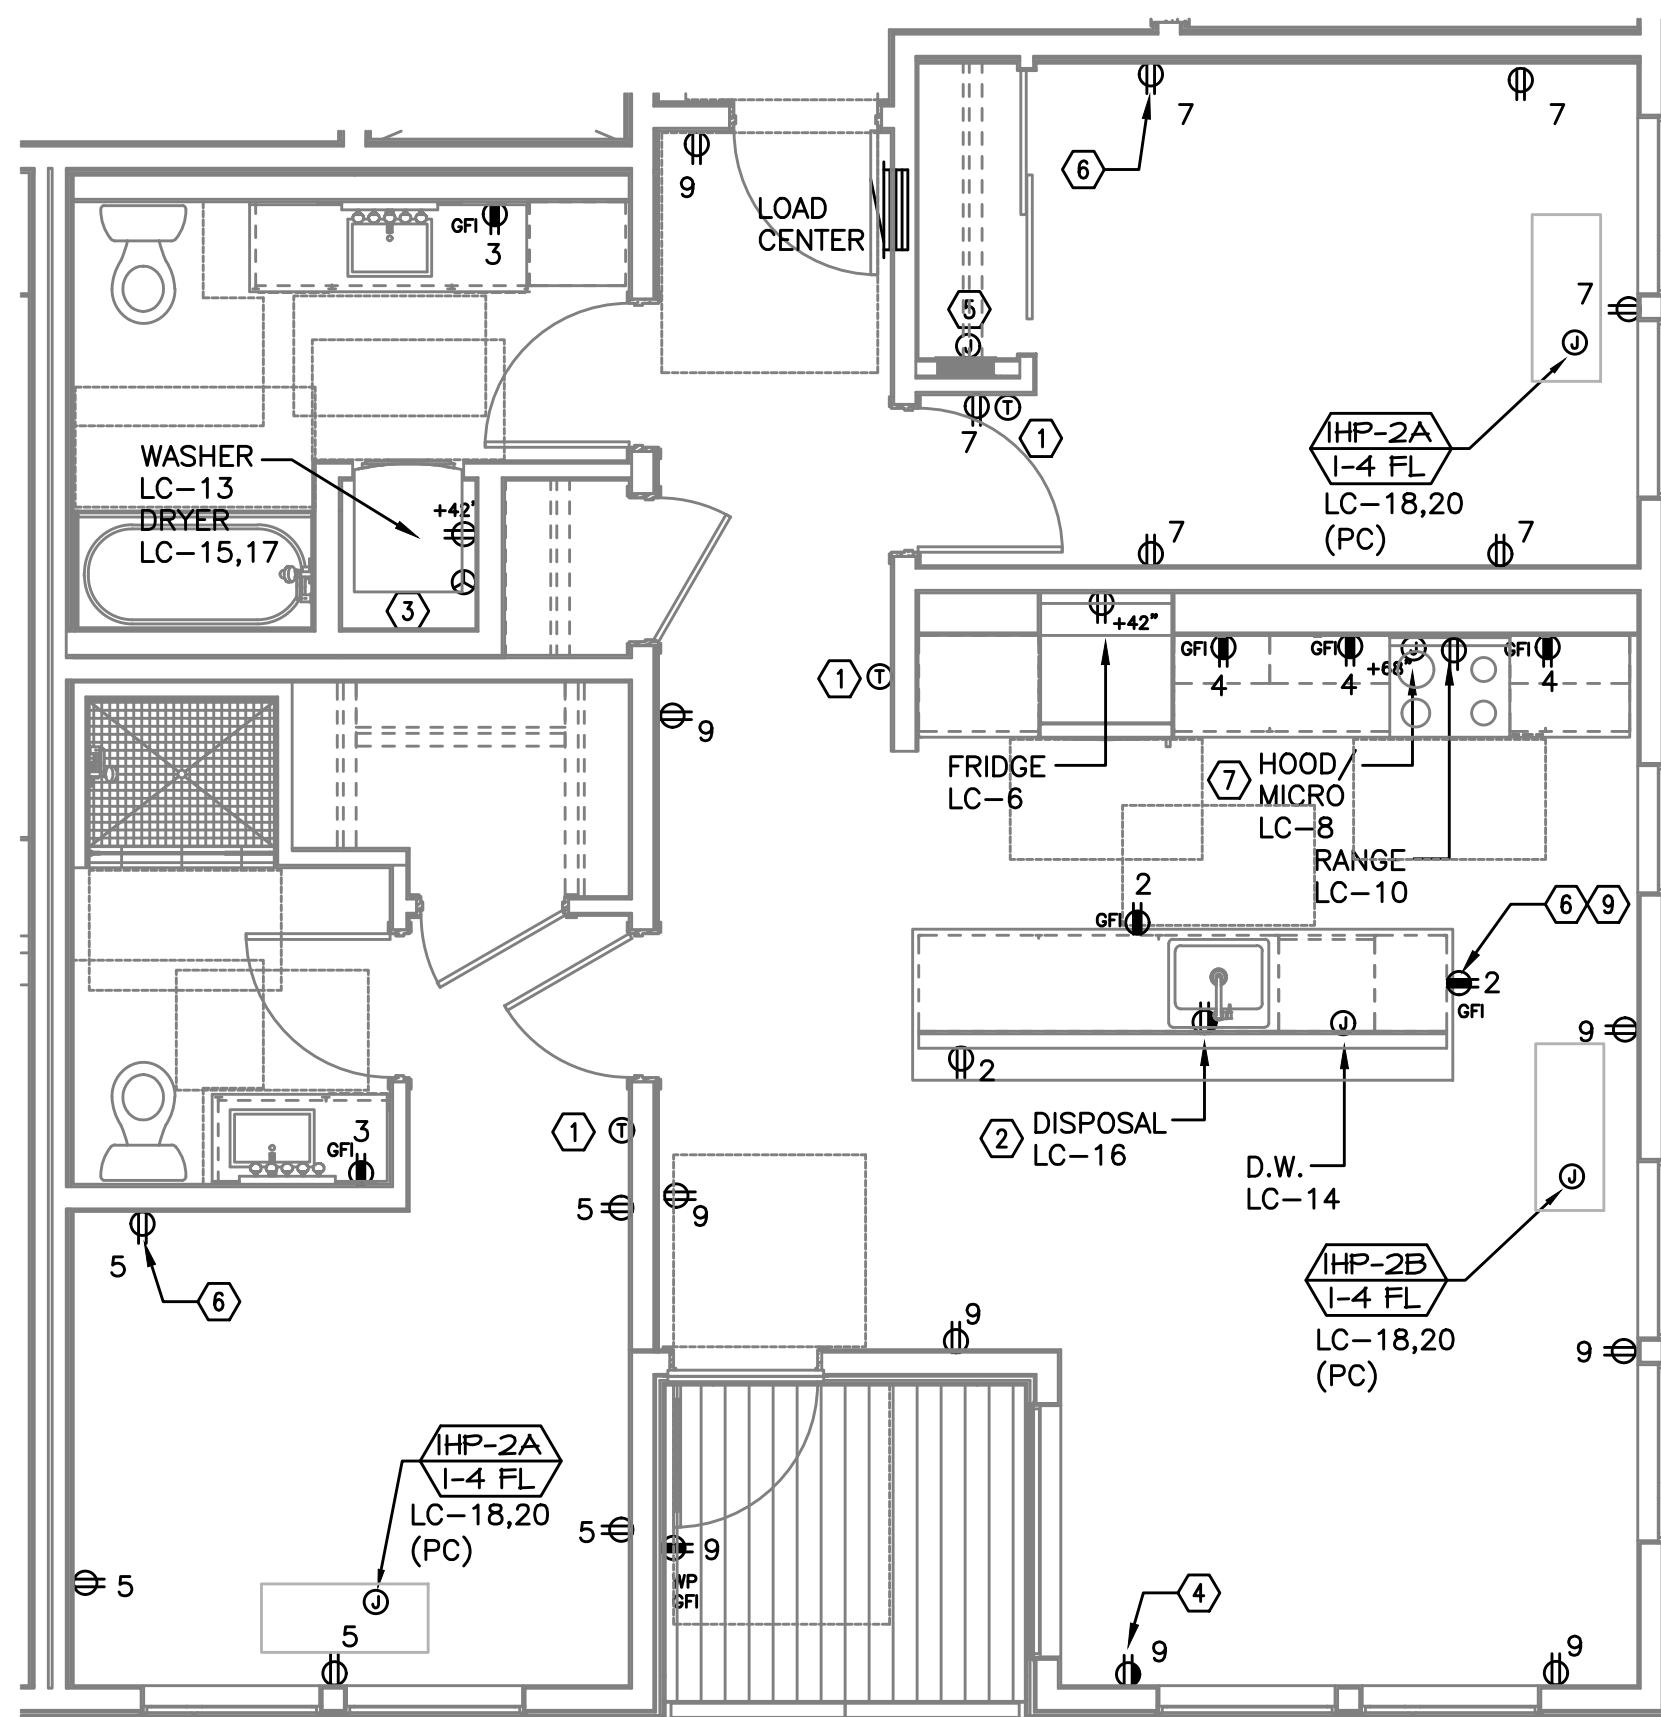 7
7
6
9
LOAD
CENTER
GFI
3
7
5
J
J
T
7
1
IHP-2A
1-4 FL
LC-18,20
(PC)
WASHER
LC-13
DRYER
LC-15,17
+42"
3
7
7
+42"
GFI
4
GFI
4
J
+68"
GFI
4
1
T
9
FRIDGE
LC-6
7
HOOD/
MICRO
LC-8
RANGE
LC-10
2
GFI
6
9
2
GFI
9
J
2
DISPOSAL
LC-16
2
D.W.
LC-14
J
1
T
3
GFI
5
9
5
6
9
IHP-2B
1-4 FL
LC-18,20
(PC)
9
IHP-2A
1-4 FL
LC-18,20
(PC)
5
9
WP
GFI
5
J
5
4
9
9